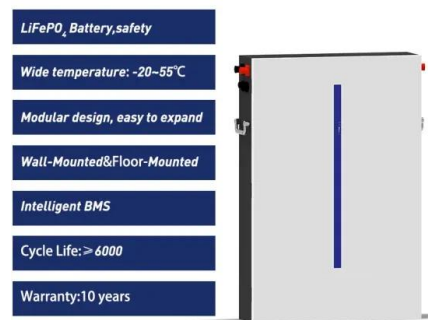 LiFePO₄ Battery,safety
Wide temperature: -20~55℃
Modular design, easy to expand
Wall-Mounted&Floor-Mounted
Intelligent BMS
Cycle Life:≥6000
Warranty:10 years